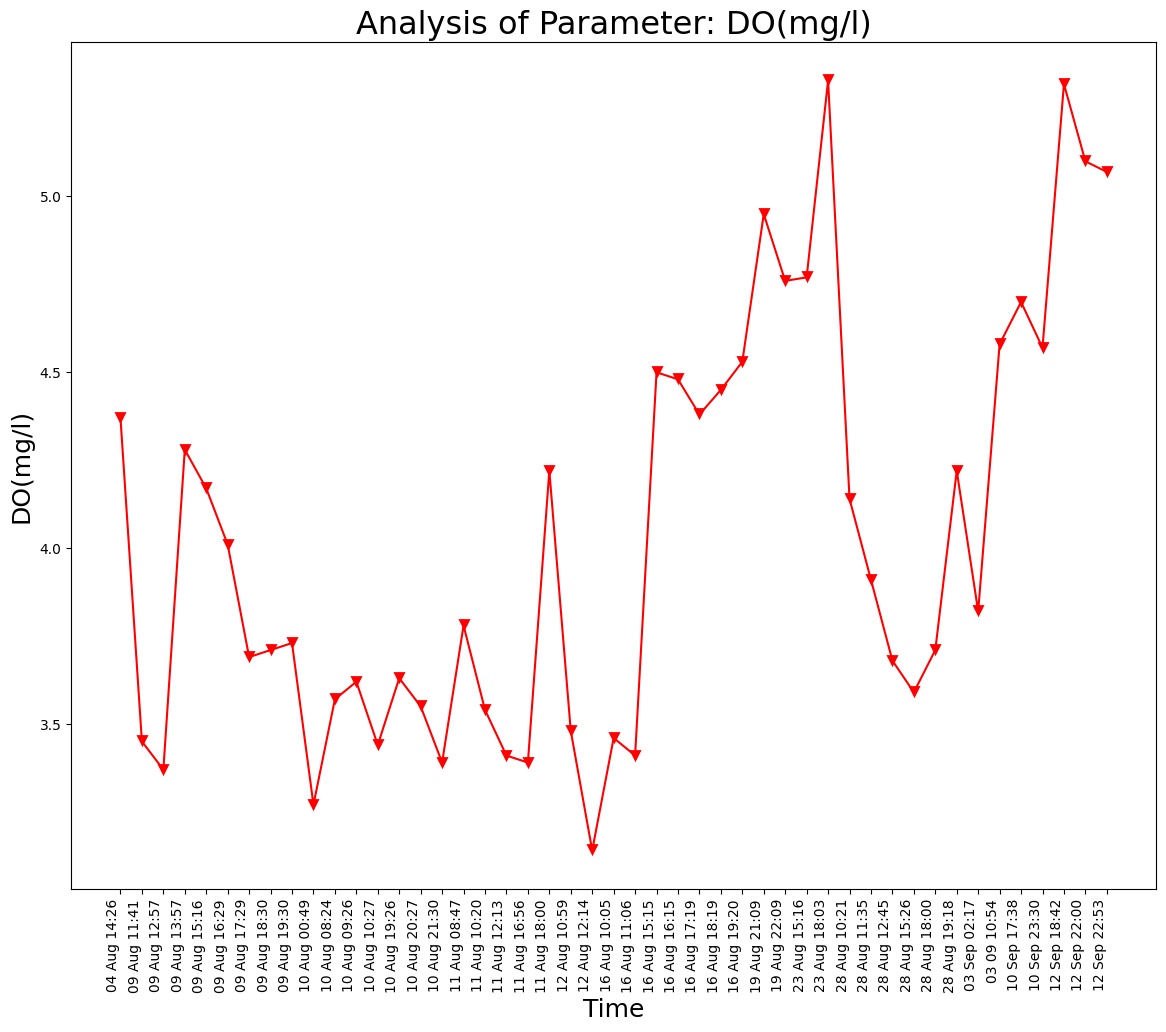 Analysis of Parameter: DO(mg/l)
DO(mg/l)
5.0
4.5
4.0
3.5
04 Aug 14:26
09 Aug 11:41
09 Aug 12:57
09 Aug 13:57
09 Aug 15:16
09 Aug 16:29
09 Aug 17:29
09 Aug 18:30
09 Aug 19:30
10 Aug 00:49
10 Aug 08:24
10 Aug 09:26
10 Aug 10:27
10 Aug 19:26
10 Aug 20:27
10 Aug 21:30
11 Aug 08:47
11 Aug 10:20
11 Aug 12:13
11 Aug 16:56
11 Aug 18:00
12 Aug 10:59
12 Aug 12:14
16 Aug 10:05
16 Aug 11:06
16 Aug 15:15
16 Aug 16:15
16 Aug 17:19
16 Aug 18:19
16 Aug 19:20
19 Aug 21:09
19 Aug 22:09
23 Aug 15:16
23 Aug 18:03
28 Aug 10:21
28 Aug 11:35
28 Aug 12:45
28 Aug 15:26
28 Aug 18:00
28 Aug 19:18
03 Sep 02:17
03 09 10:54
10 Sep 17:38
10 Sep 23:30
12 Sep 18:42
12 Sep 22:00
12 Sep 22:53
Time